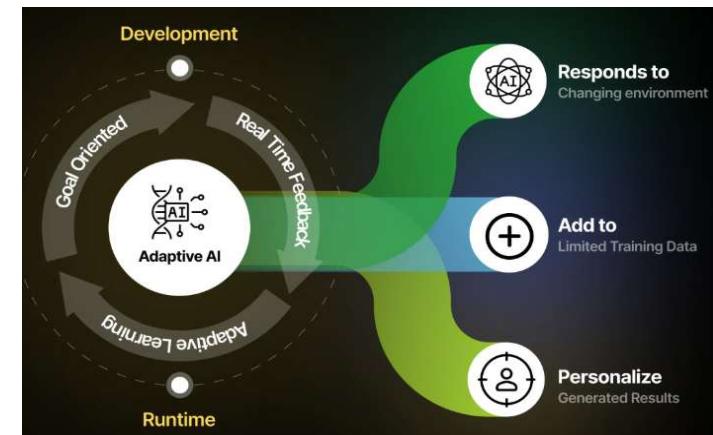 Development
Goal Oriented
Real Time Feedback
AI
Adaptive AI
Adaptive Learning
Runtime
AI
Responds to
Changing environment
Add to
Limited Training Data
Personalize
Generated Results